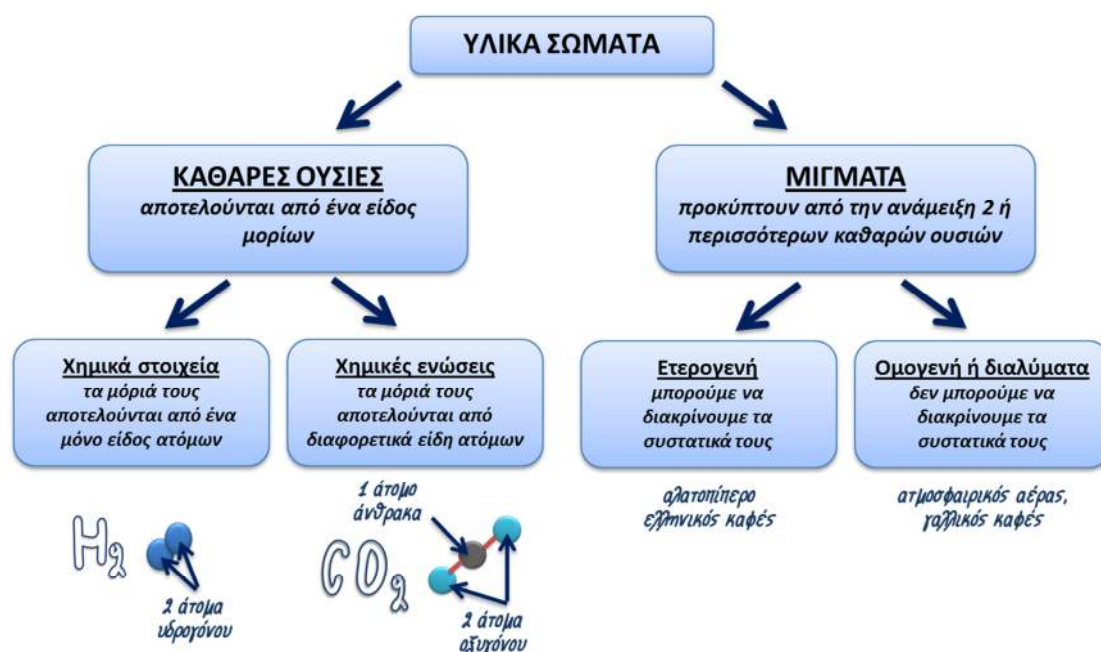 ΥΛΙΚΑ ΣΩΜΑΤΑ
ΚΑΘΑΡΕΣ ΟΥΣΙΕΣ
αποτελούνται από ένα είδος
μορίων
ΜΙΓΜΑΤΑ
προκύπτουν από την ανάμειξη 2 ή
περισσότερων καθαρών ουσιών
Χημικά στοιχεία
τα μόριά τους
αποτελούνται από ένα
μόνο είδος ατόμων
Χημικές ενώσεις
τα μόριά τους
αποτελούνται από
διαφορετικά είδη ατόμων
Ετερογενή
μπορούμε να
διακρίνουμε τα
συστατικά τους
Ομογενή ή διαλύματα
δεν μπορούμε να
διακρίνουμε τα
συστατικά τους
H2
2 άτομα
υδρογόνου
1 άτομο
άνθρακα
CO2
2 άτομα
οξυγόνου
αλατοπίπερο
ελληνικός καφές
ατμοσφαιρικός αέρας,
γαλλικός καφές